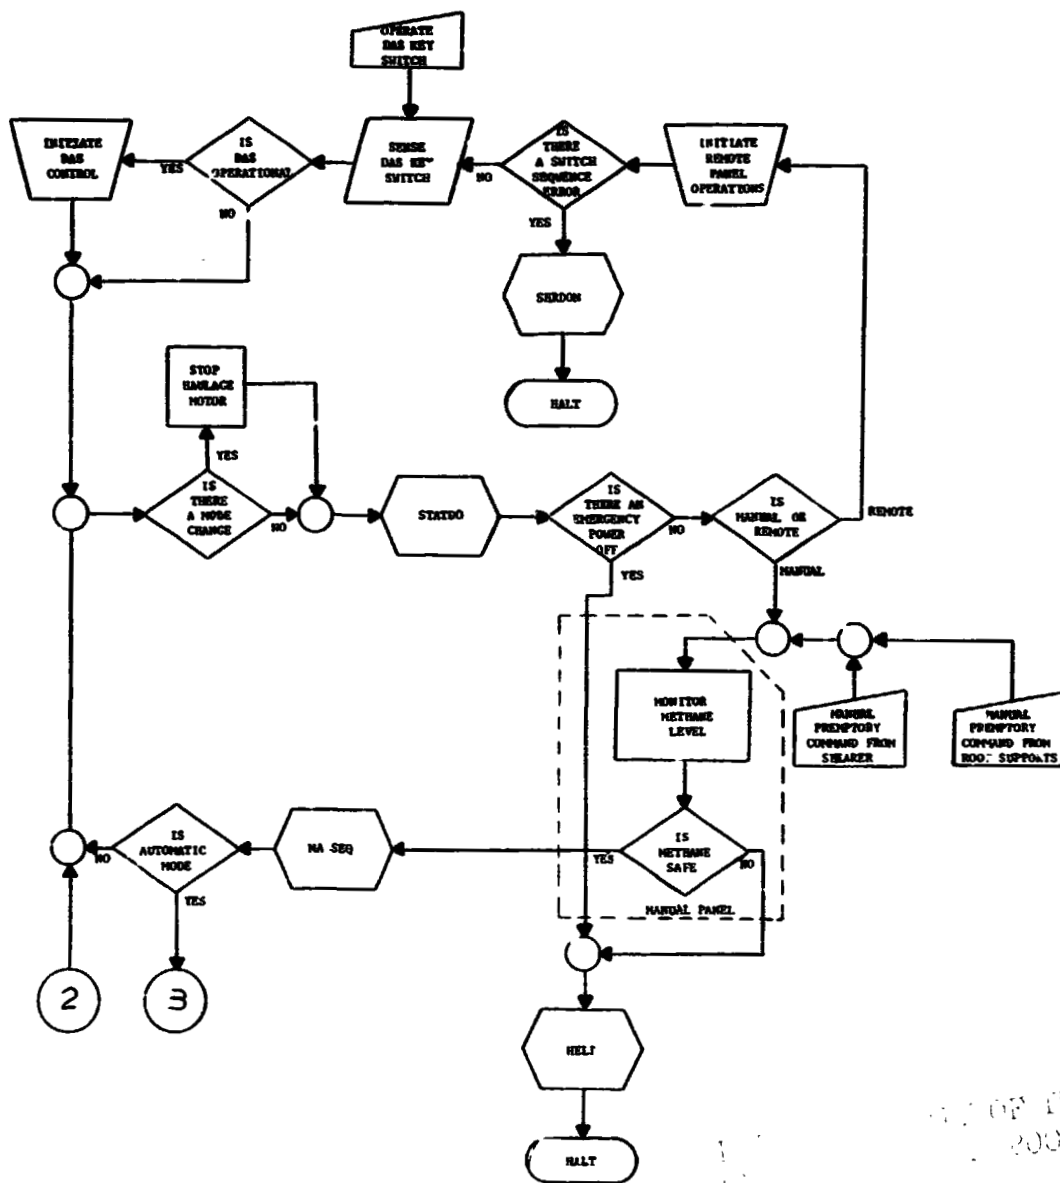 OPERATE
DAS KEY
SWITCH
INITIATE
DAS
CONTROL
IS
DAS
OPERATIONAL
YES
NO
SENSE
DAS KEY
SWITCH
IS
THERE
A SWITCH
SEQUENCE
ERROR
NO
YES
INITIATE
REMOTE
PANEL
OPERATIONS
SERDON
HALT
STOP
HAULAGE
MOTOR
YES
IS
THERE
A MODE
CHANGE
NO
STATDO
IS
THERE AN
EMERGENCY
POWER
OFF
NO
YES
IS
MANUAL OR
REMOTE
REMOTE
MANUAL
MONITOR
METHANE
LEVEL
MANUAL
PREMPTORY
COMMAND FROM
SHEARER
MANUAL
PREMPTORY
COMMAND FROM
ROOF SUPPORTS
IS
AUTOMATIC
MODE
NO
YES
MA SEQ
YES
IS
METHANE
SAFE
NO
MANUAL PANEL
2
3
HALT
OF